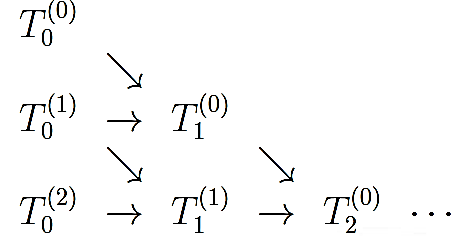 T_0^{(0)}
↘
T_0^{(1)} → T_1^{(0)}
↘ ↘
T_0^{(2)} → T_1^{(1)} → T_2^{(0)} ⋯